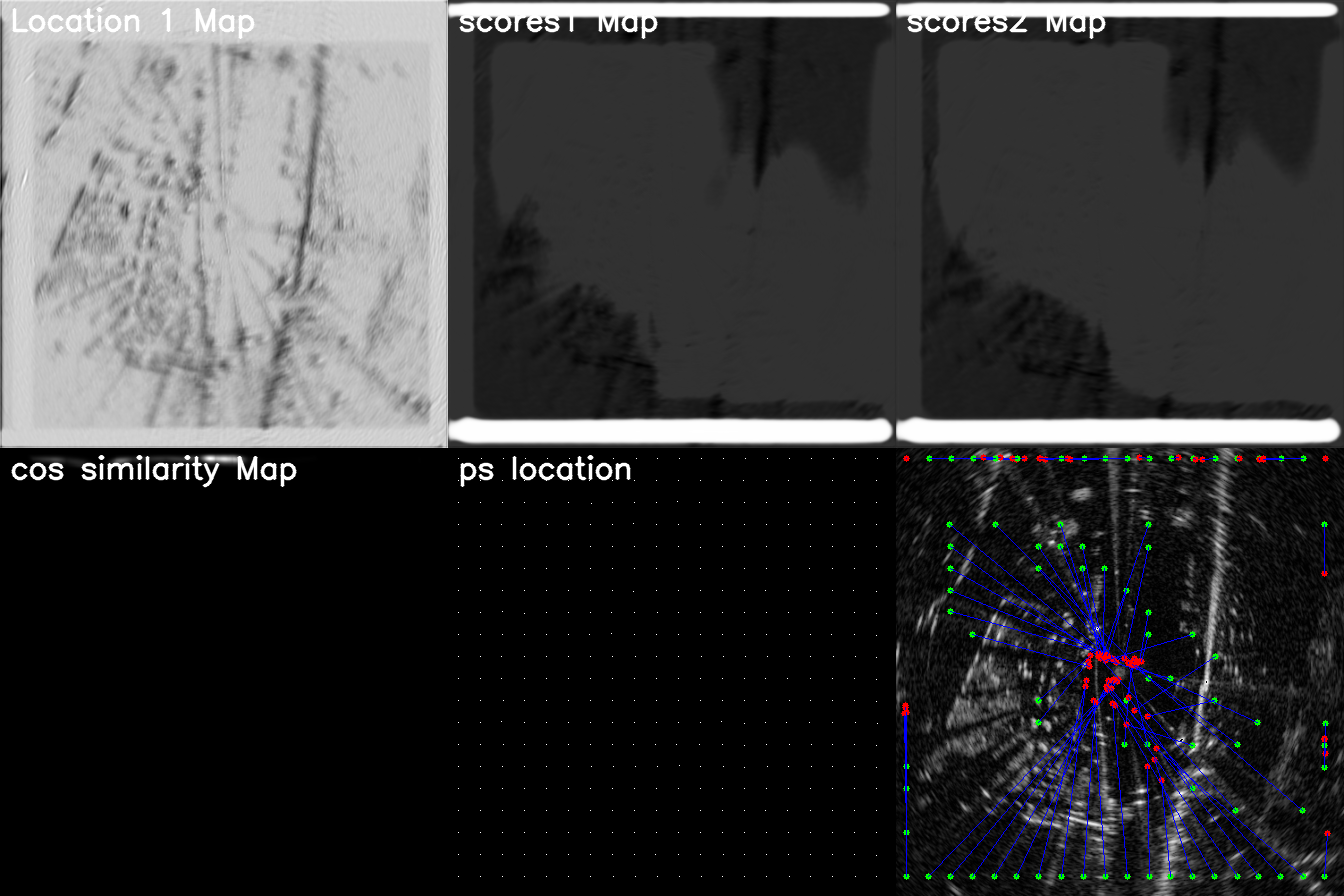 Location 1 Map
scores1 Map
scores2 Map
cos similarity Map
ps location